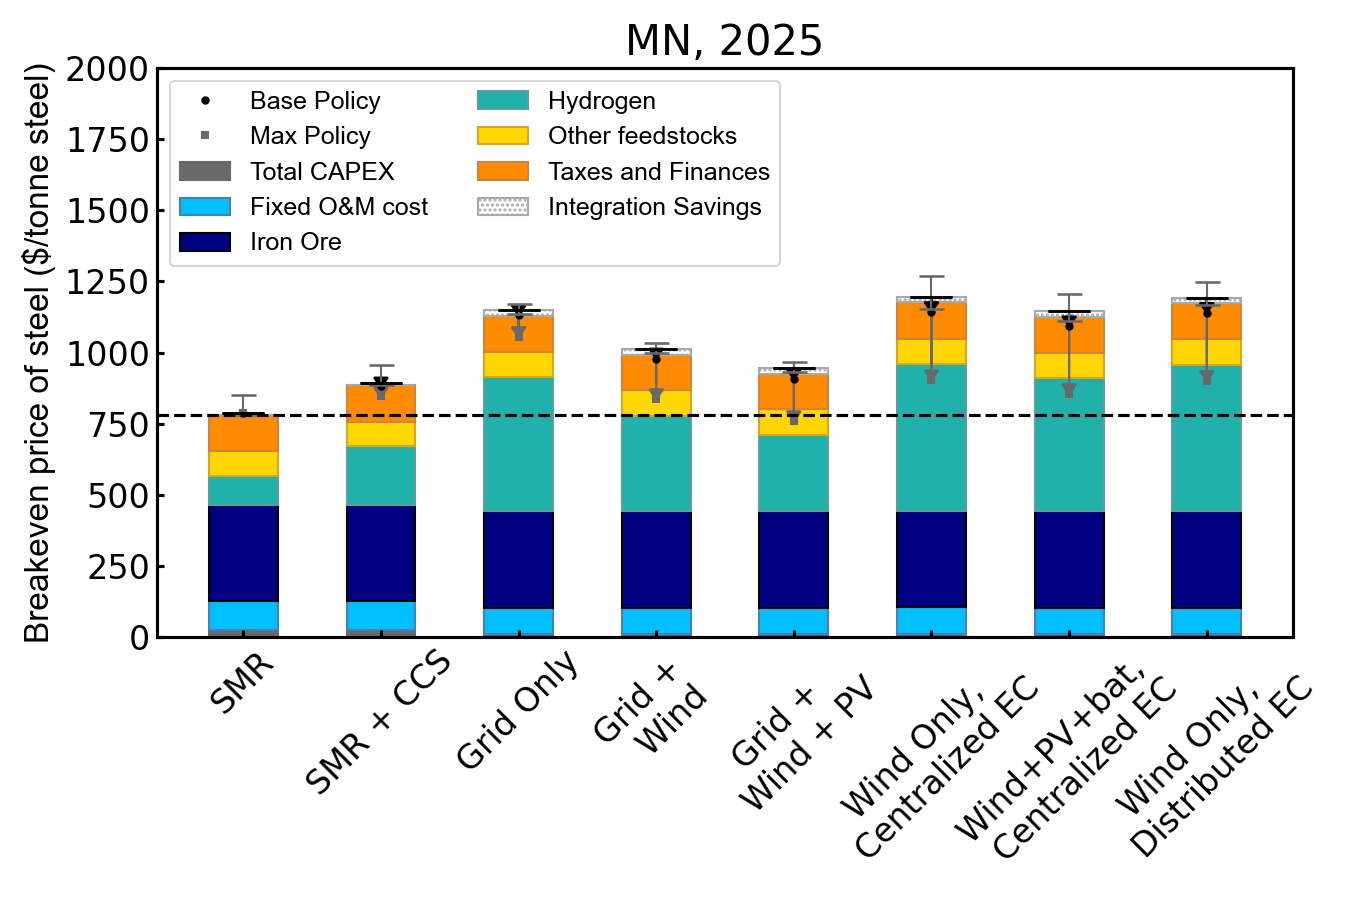 MN, 2025
Breakeven price of steel ($/tonne steel)
2000
1750
1500
1250
1000
750
500
250
0
Base Policy
Max Policy
Total CAPEX
Fixed O&M cost
Iron Ore
Hydrogen
Other feedstocks
Taxes and Finances
Integration Savings
SMR
SMR + CCS
Grid Only
Grid +
Wind
Grid +
Wind + PV
Wind Only,
Centralized EC
Wind+PV+bat,
Centralized EC
Wind Only,
Distributed EC